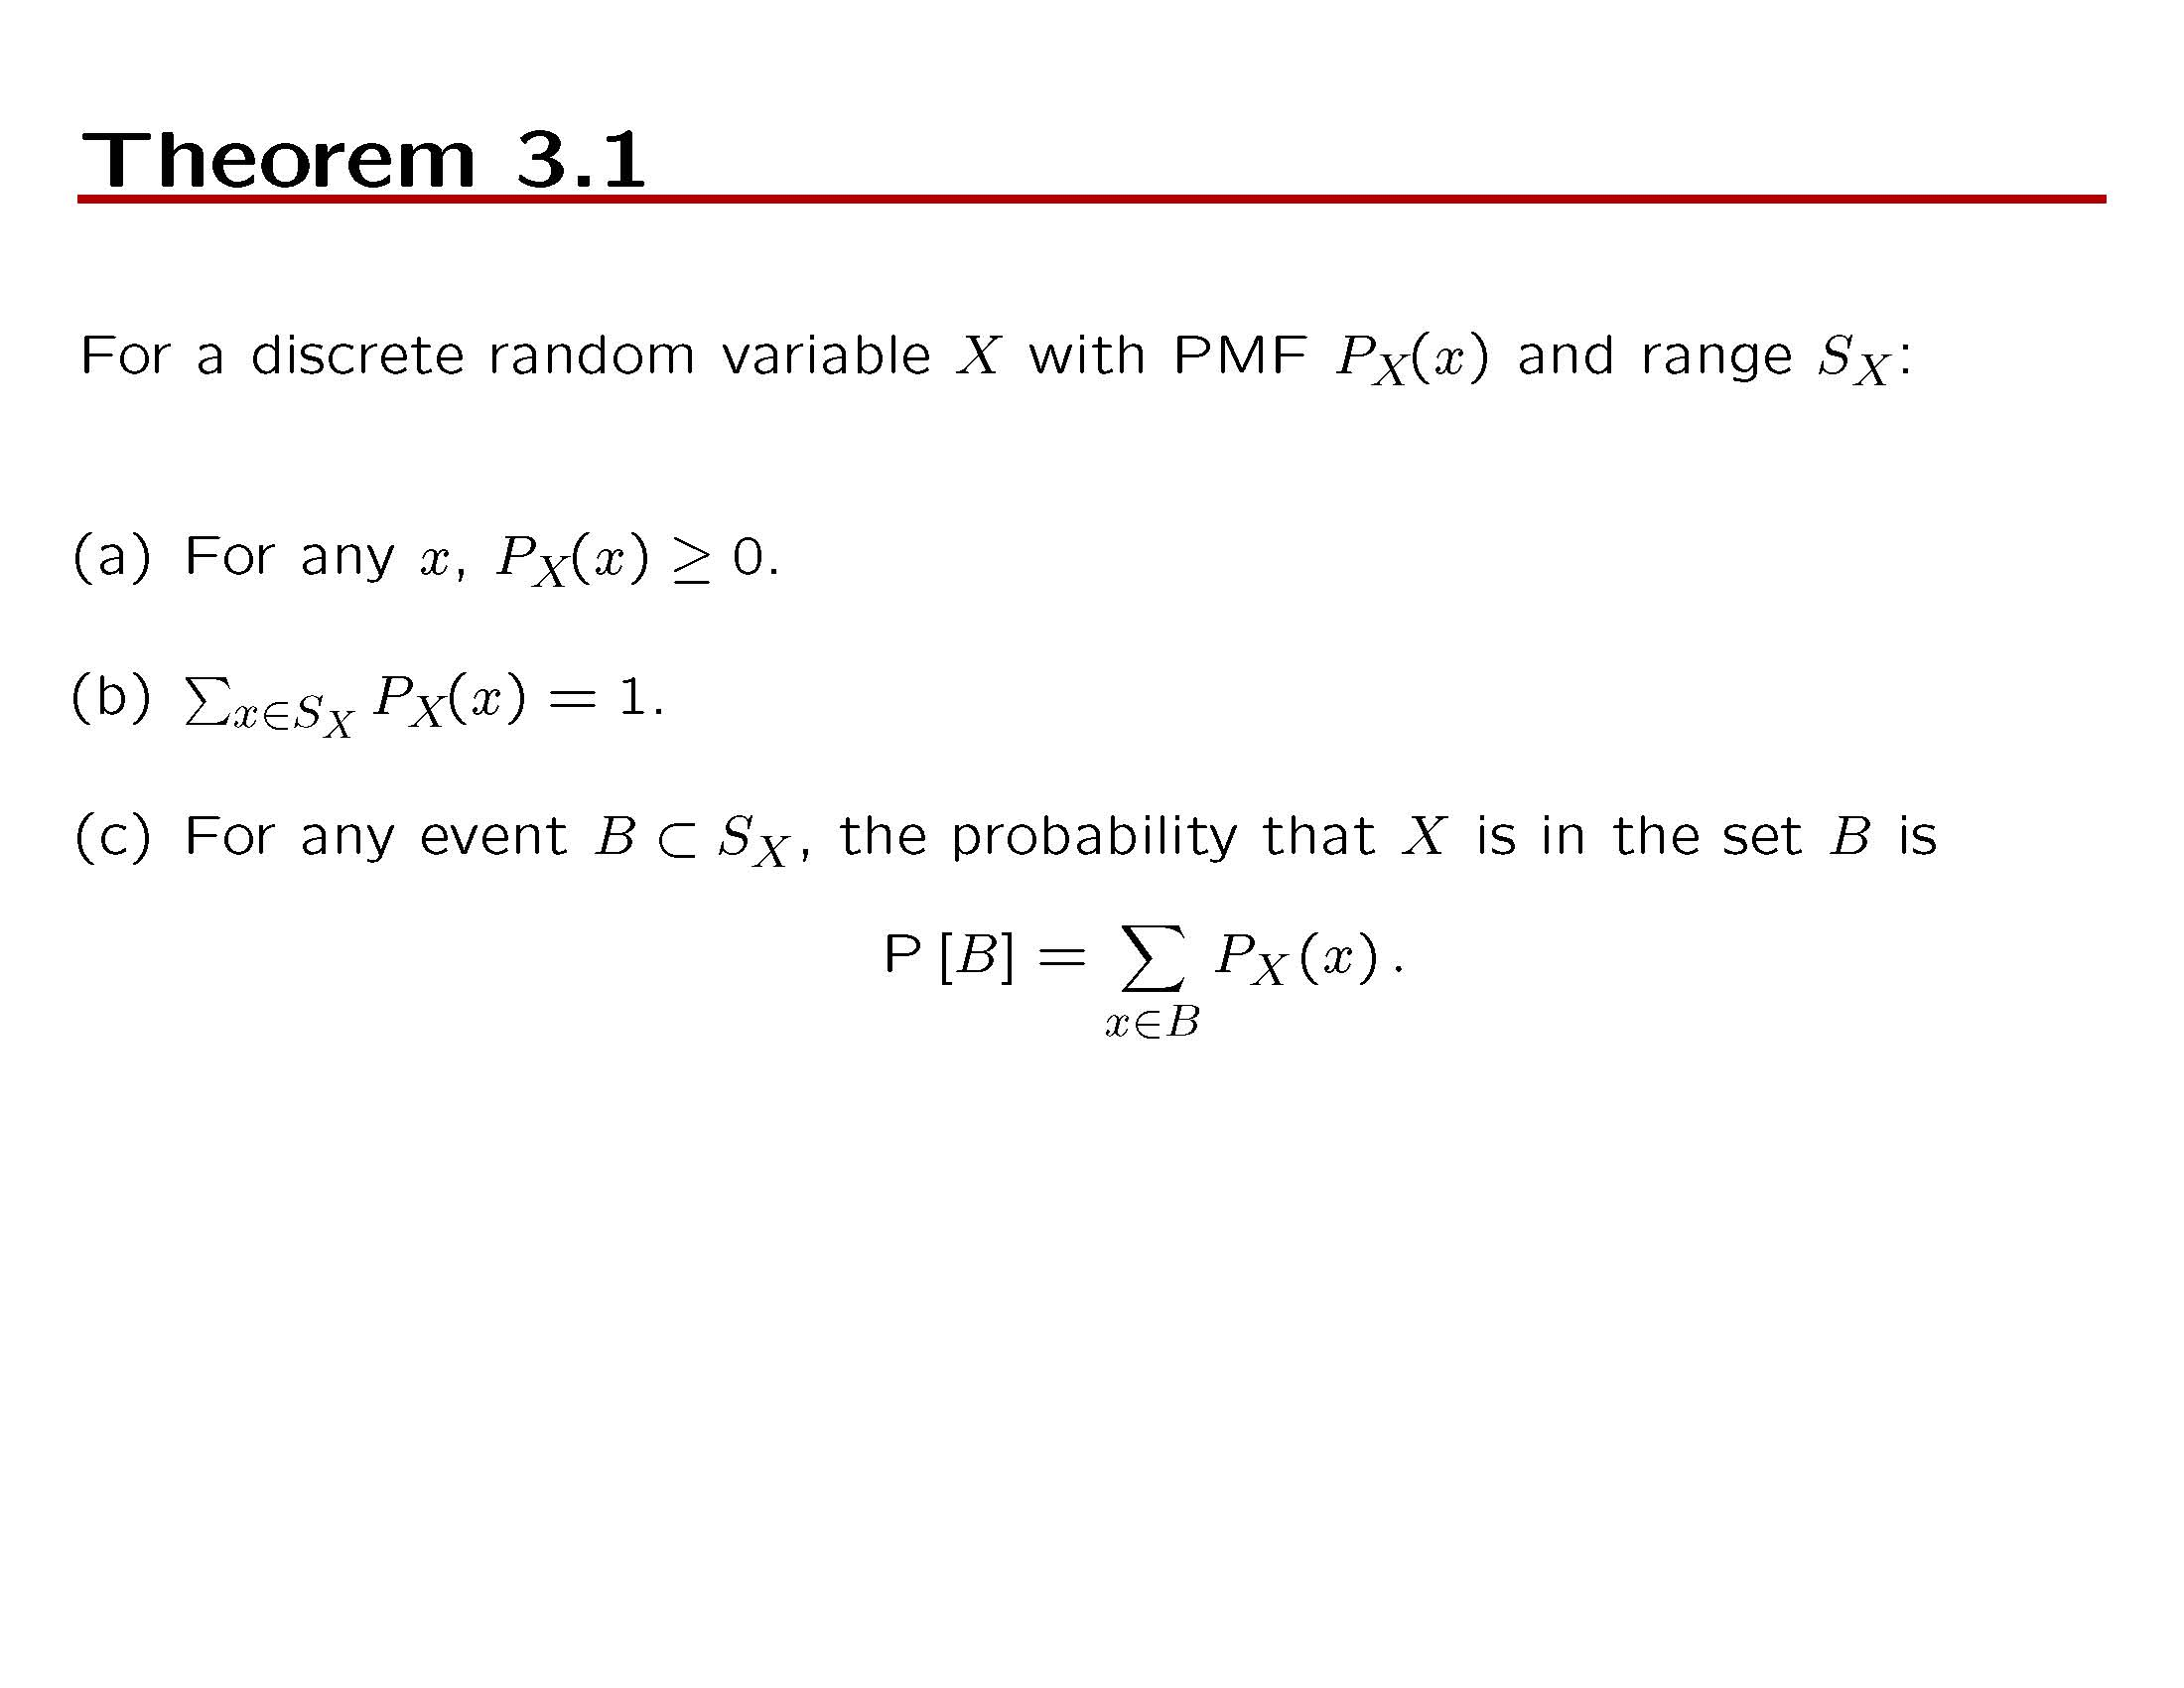 Theorem 3.1
For a discrete random variable X with PMF P_X(x) and range S_X:
(a) For any x, P_X(x) ≥ 0.
(b) ∑_{x∈S_X} P_X(x) = 1.
(c) For any event B ⊂ S_X, the probability that X is in the set B is
P [B] = ∑_{x∈B} P_X(x) .